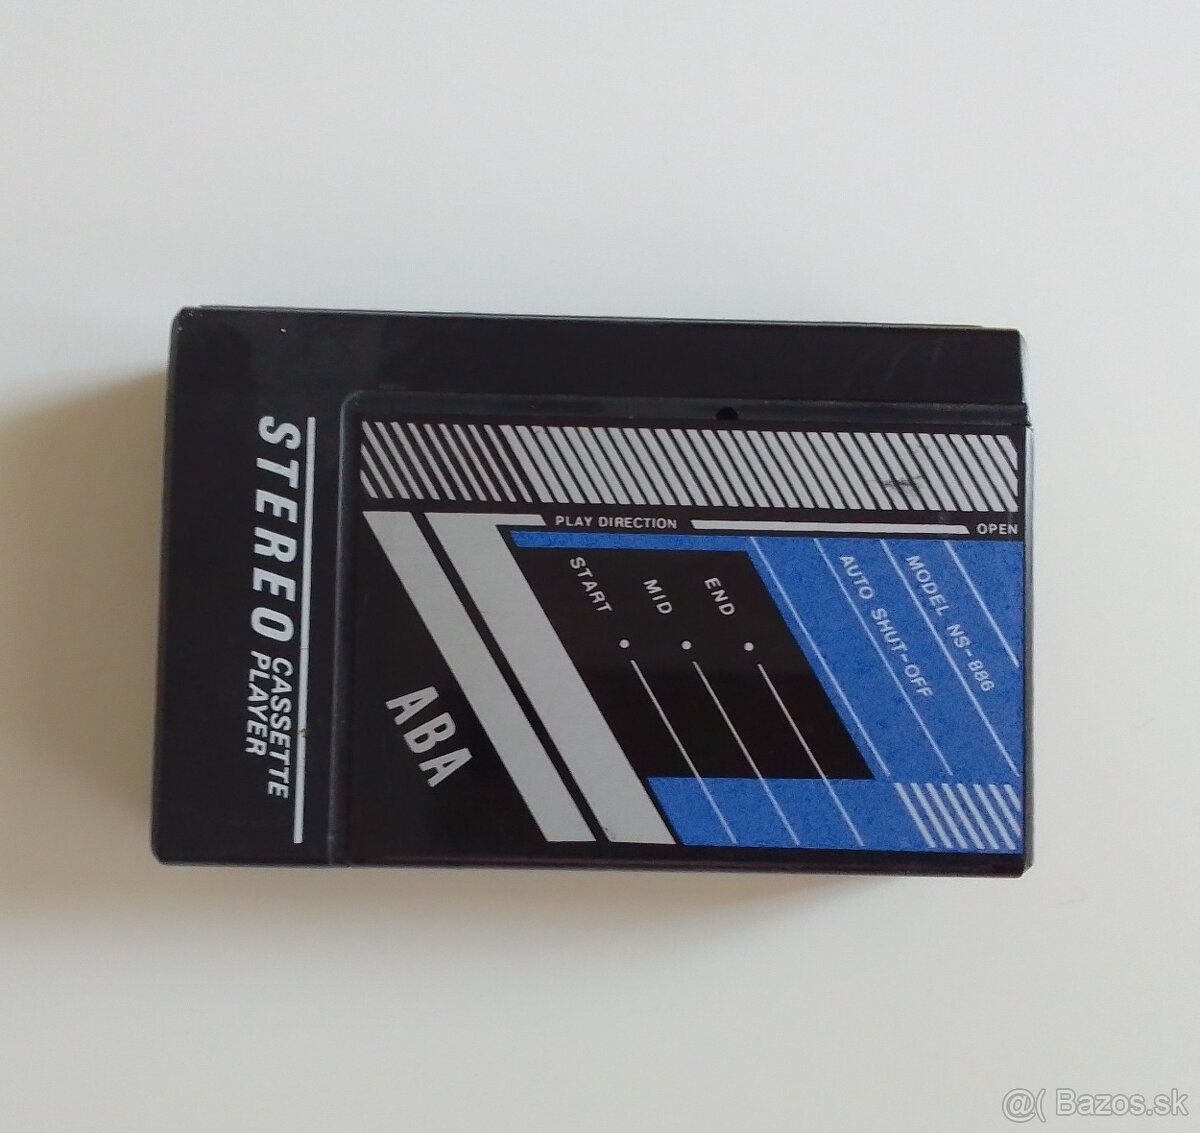 STEREO
CASSETTE
PLAYER
PLAY DIRECTION
OPEN
START
MID
END
AUTO SHUT-OFF
MODEL NS-886
ABA
@( Bazos.sk